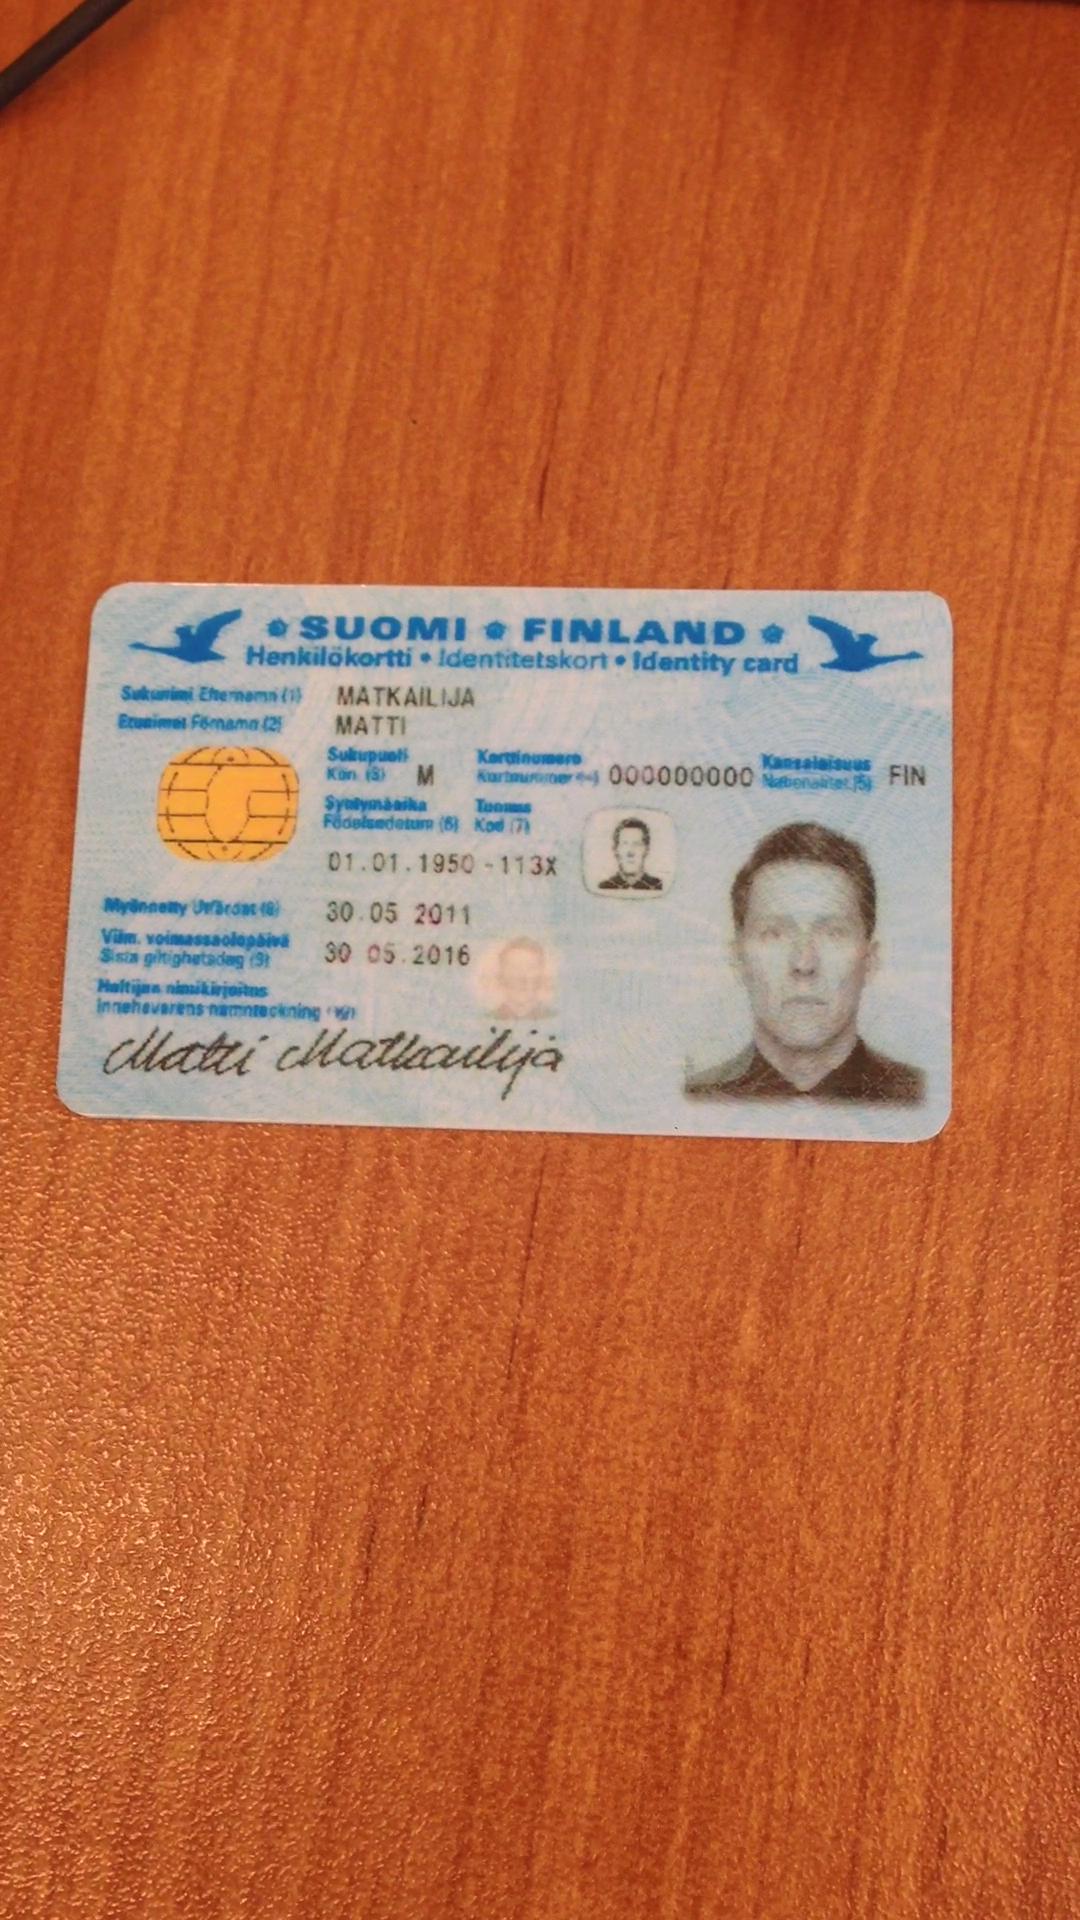 SUOMI FINLAND
Henkilökortti • Identitetskort • Identity card
Sukunimi Efternamn (1) MATKAILIJA
Etunimet Förnamn (2) MATTI
Sukupuoli Korttinumero Kansalaisuus
Kön (3) M 000000000 Nationalitet (5) FIN
Syntymäaika Tunnus
Födelsedatum (6) Kod (7)
01.01.1950 -113X
Myönnetty Utfärdat (8) 30.05 2011
Viim. voimassaolopäivä
Sista giltighetsdag (9) 30 05.2016
Haltijan nimikirjoitus
Innehavarens namnteckning (10)
Matti Matkailija